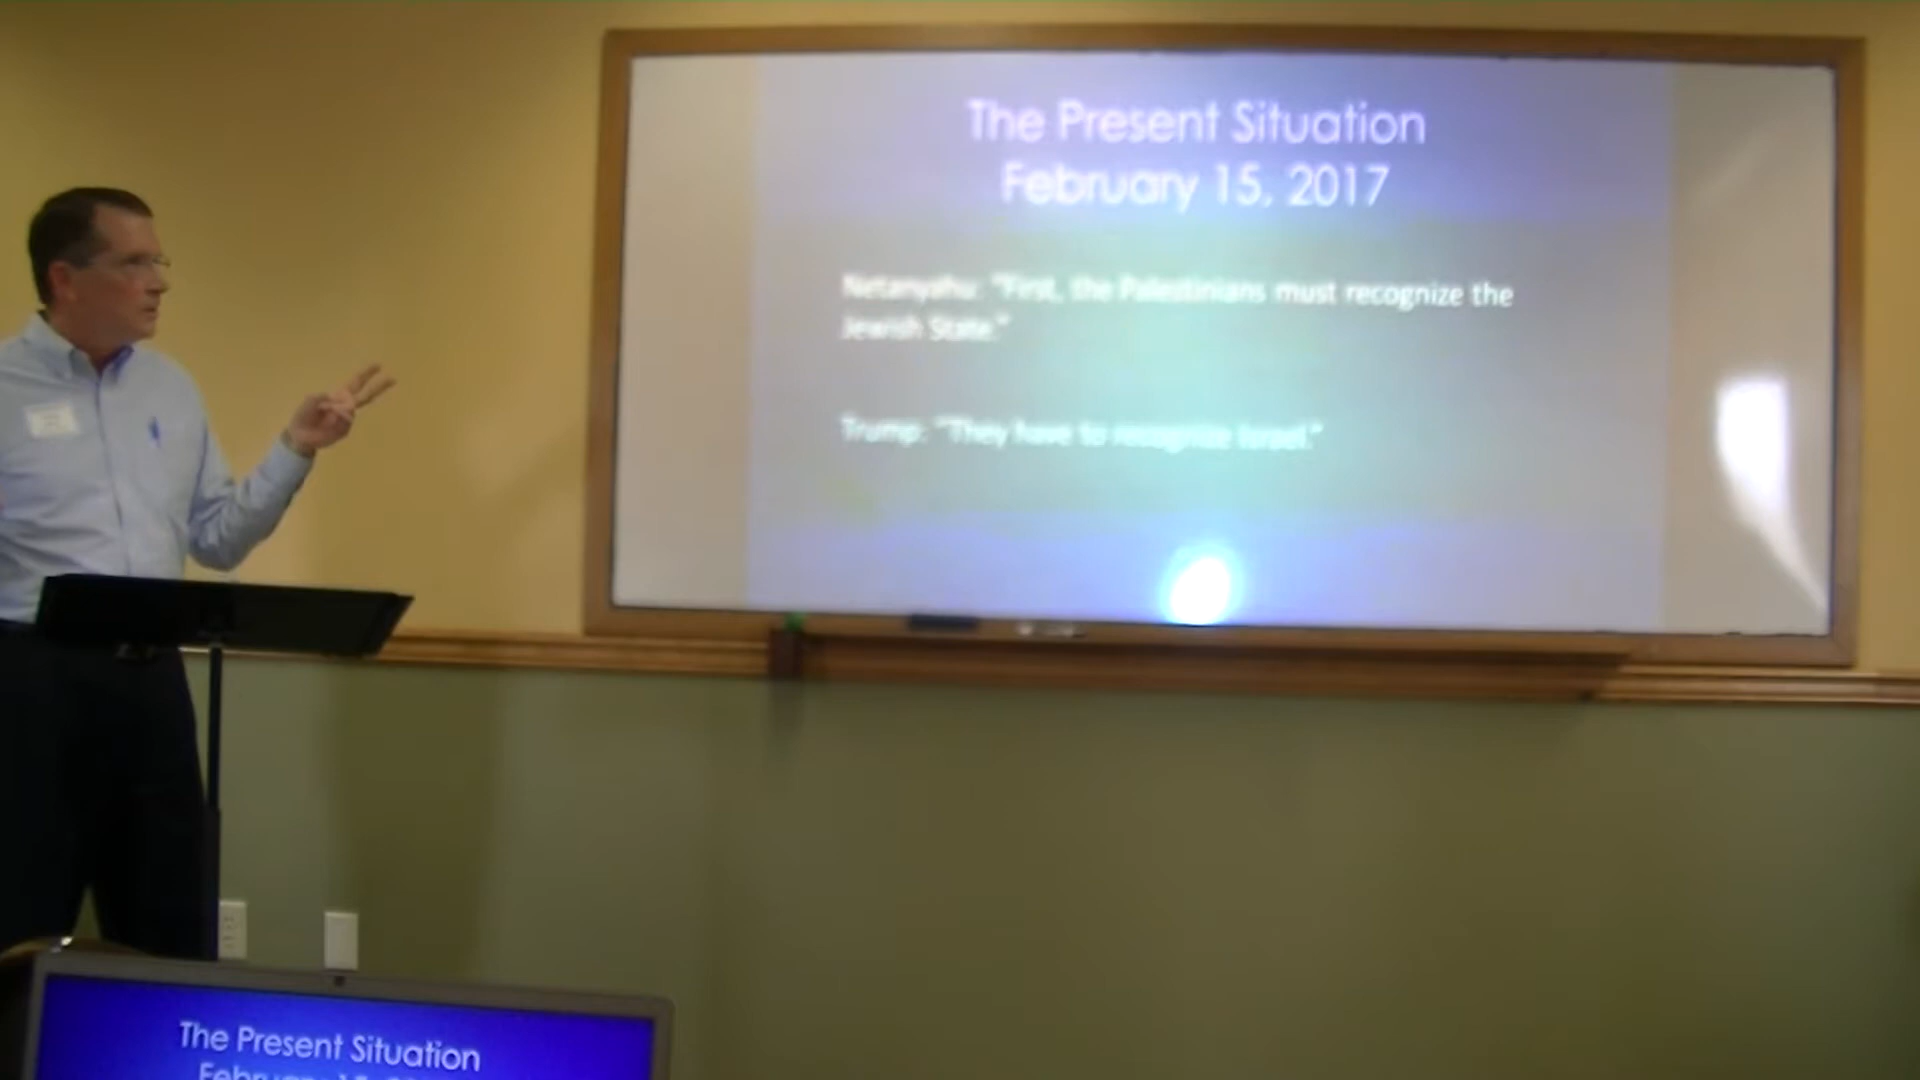 The Present Situation
February 15, 2017
Netanyahu: "First, the Palestinians must recognize the
Jewish State."
Trump: "They have to recognize Israel."
The Present Situation